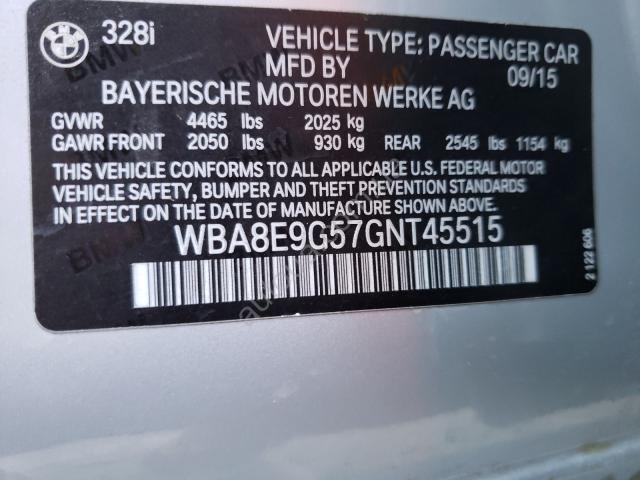 328i VEHICLE TYPE: PASSENGER CAR
MFD BY 09/15
BAYERISCHE MOTOREN WERKE AG
GVWR 4465 lbs 2025 kg
GAWR FRONT 2050 lbs 930 kg REAR 2545 lbs 1154 kg
THIS VEHICLE CONFORMS TO ALL APPLICABLE U.S. FEDERAL MOTOR
VEHICLE SAFETY, BUMPER AND THEFT PREVENTION STANDARDS
IN EFFECT ON THE DATE OF MANUFACTURE SHOWN ABOVE.
WBA8E9G57GNT45515
2 122 606